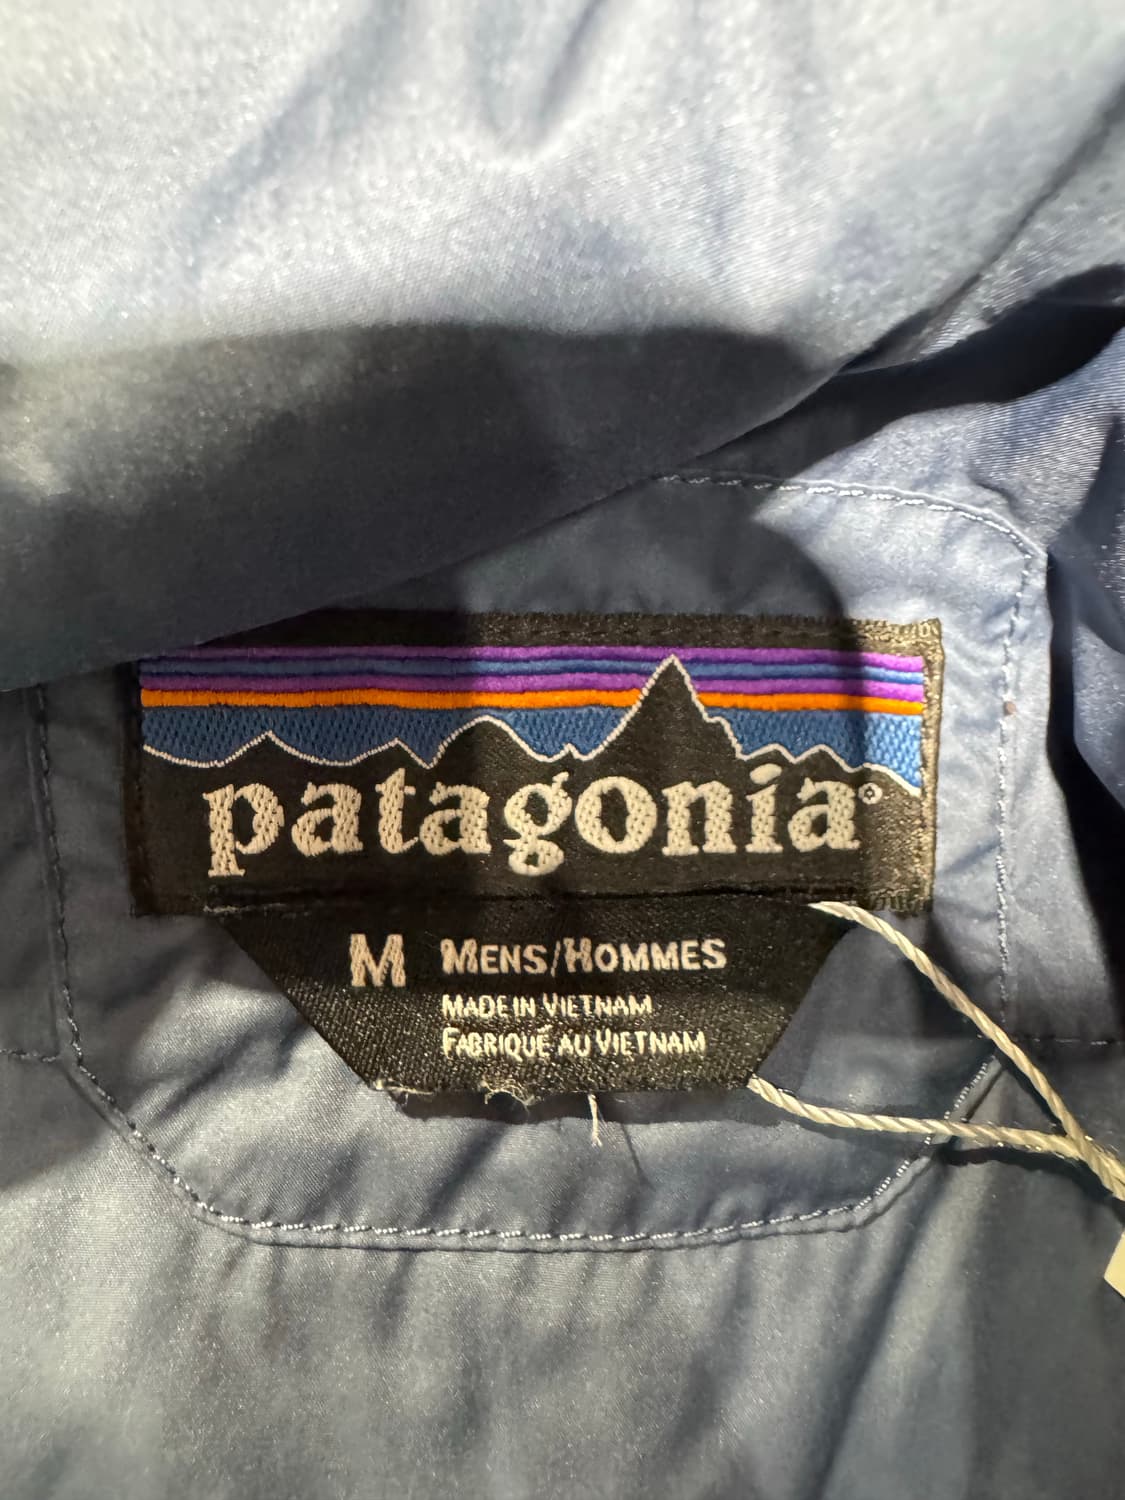 patagonia®
M MENS/HOMMES
MADE IN VIETNAM
FABRIQUÉ AU VIETNAM